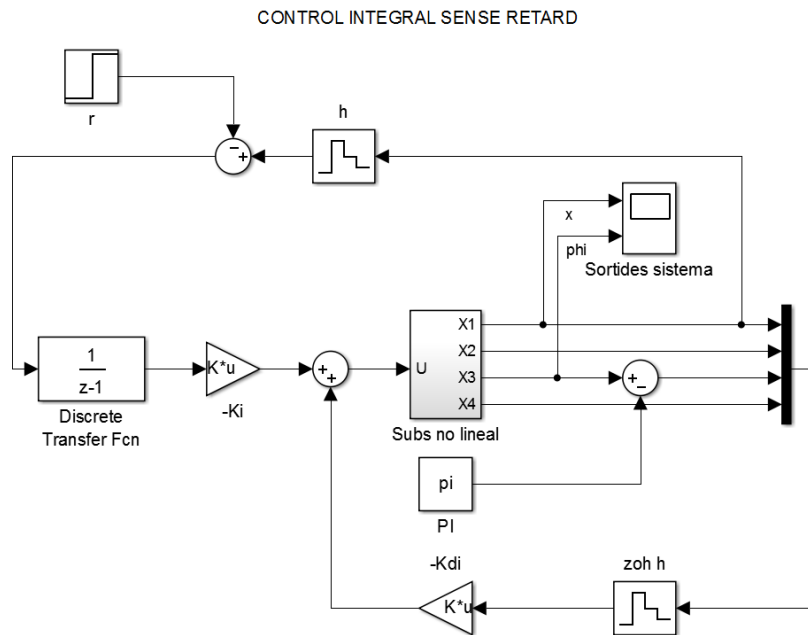 CONTROL INTEGRAL SENSE RETARD
r
h
− +
x
phi
Sortides sistema
1
z-1
Discrete
Transfer Fcn
K*u
-Ki
+ +
U
X1
X2
X3
X4
Subs no lineal
+ −
pi
PI
-Kdi
K*u
zoh h